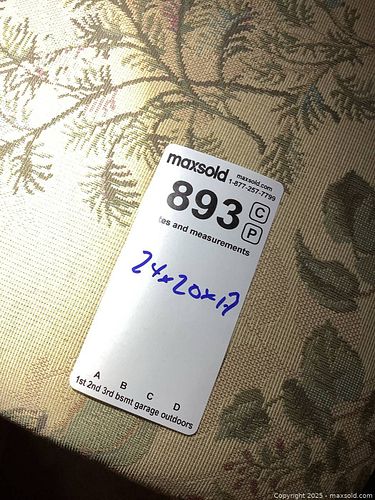 maxsold maxsold.com
1-877-257-7799
893 C
P
tes and measurements
24x20x17
A B C D
1st 2nd 3rd bsmt garage outdoors
Copyright 2025 - maxsold.com